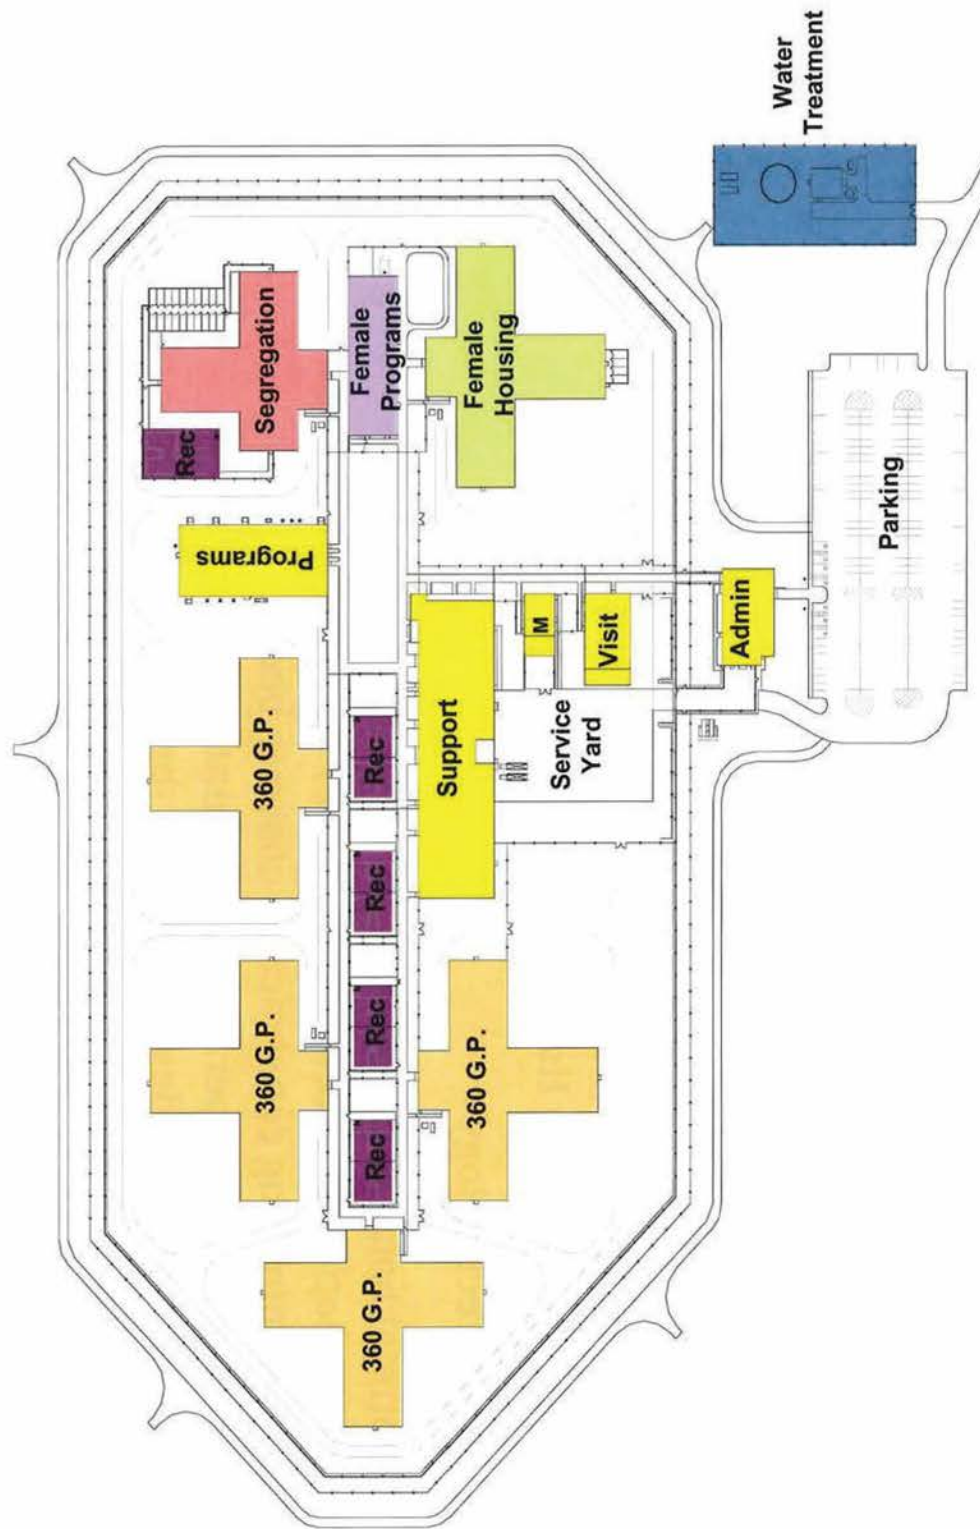 Water
Treatment
Segregation
Rec
Female
Programs
Female
Housing
Programs
Parking
Admin
M
Visit
Support
Service
Yard
360 G.P.
Rec
Rec
Rec
Rec
360 G.P.
360 G.P.
360 G.P.